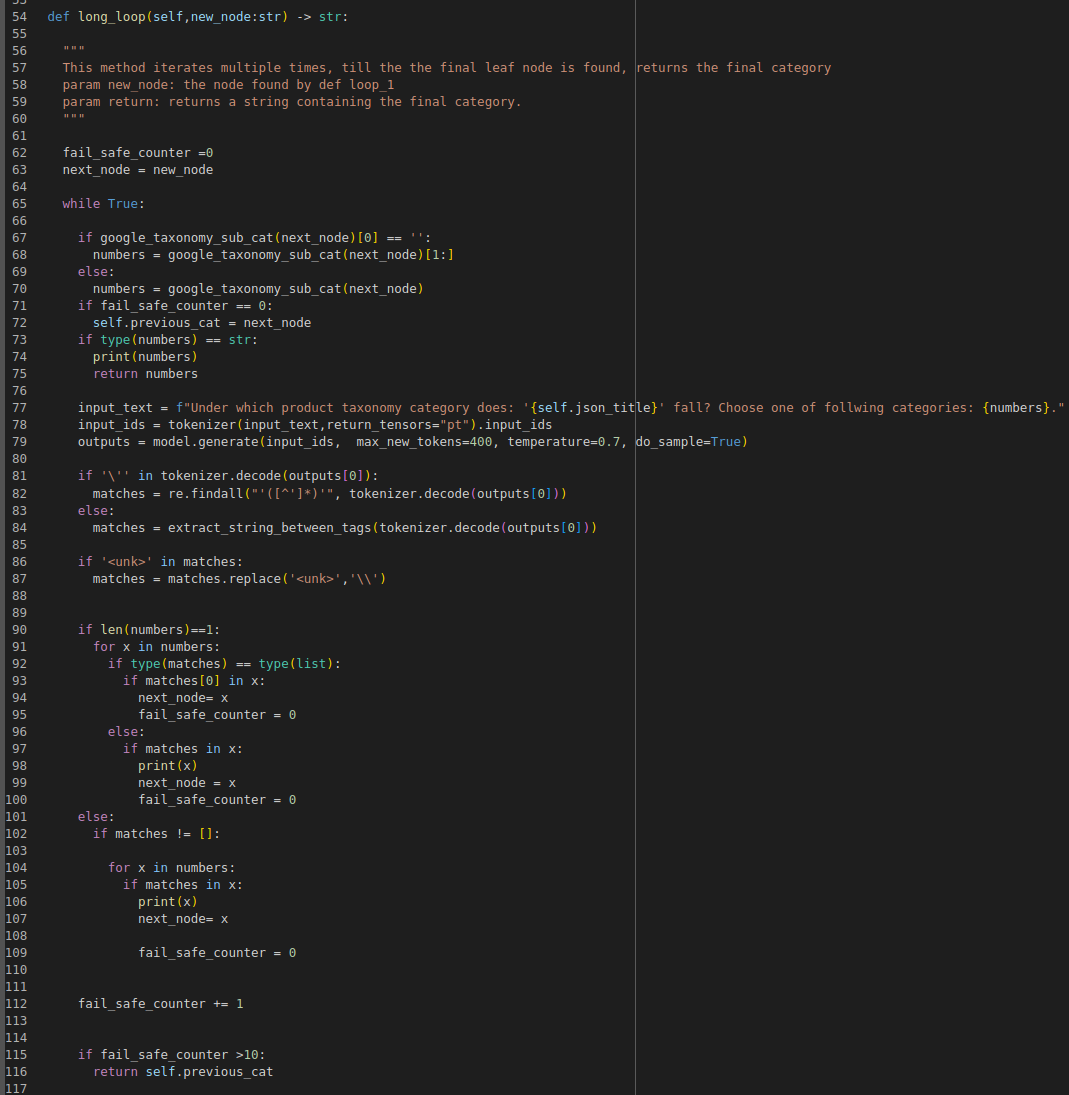 54 def long_loop(self,new_node:str) -> str:
55
56 """
57 This method iterates multiple times, till the the final leaf node is found, returns the final category
58 param new_node: the node found by def loop_1
59 param return: returns a string containing the final category.
60 """
61
62 fail_safe_counter =0
63 next_node = new_node
64
65 while True:
66
67 if google_taxonomy_sub_cat(next_node)[0] == '':
68 numbers = google_taxonomy_sub_cat(next_node)[1:]
69 else:
70 numbers = google_taxonomy_sub_cat(next_node)
71 if fail_safe_counter == 0:
72 self.previous_cat = next_node
73 if type(numbers) == str:
74 print(numbers)
75 return numbers
76
77 input_text = f"Under which product taxonomy category does: '{self.json_title}' fall? Choose one of follwing categories: {numbers}."
78 input_ids = tokenizer(input_text,return_tensors="pt").input_ids
79 outputs = model.generate(input_ids,  max_new_tokens=400, temperature=0.7, do_sample=True)
80
81 if '\'' in tokenizer.decode(outputs[0]):
82 matches = re.findall("'([^']*)'", tokenizer.decode(outputs[0]))
83 else:
84 matches = extract_string_between_tags(tokenizer.decode(outputs[0]))
85
86 if '<unk>' in matches:
87 matches = matches.replace('<unk>','\\')
88
89
90 if len(numbers)==1:
91 for x in numbers:
92 if type(matches) == type(list):
93 if matches[0] in x:
94 next_node= x
95 fail_safe_counter = 0
96 else:
97 if matches in x:
98 print(x)
99 next_node = x
100 fail_safe_counter = 0
101 else:
102 if matches != []:
103
104 for x in numbers:
105 if matches in x:
106 print(x)
107 next_node= x
108
109 fail_safe_counter = 0
110
111
112 fail_safe_counter += 1
113
114
115 if fail_safe_counter >10:
116 return self.previous_cat
117